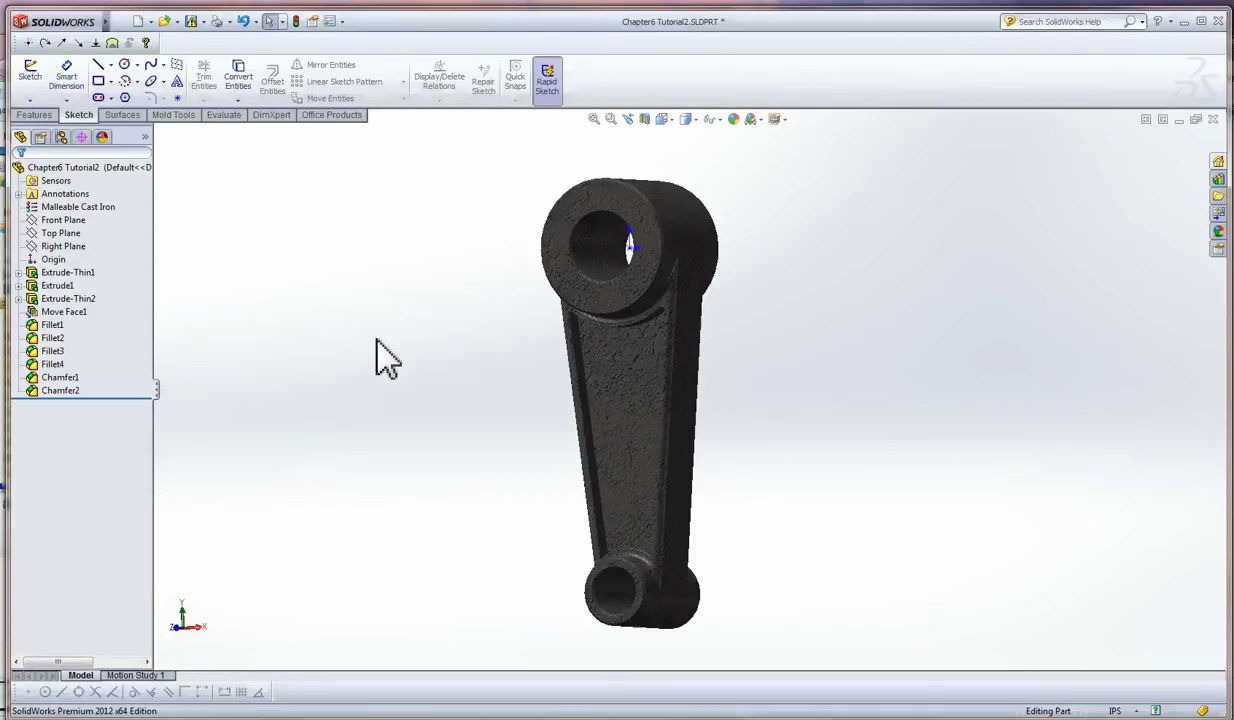 SOLIDWORKS
Chapter6 Tutorial2.SLDPRT *
Search SolidWorks Help
Sketch
Smart Dimension
Trim Entities
Convert Entities
Offset Entities
Mirror Entities
Linear Sketch Pattern
Move Entities
Display/Delete Relations
Repair Sketch
Quick Snaps
Rapid Sketch
Features
Sketch
Surfaces
Mold Tools
Evaluate
DimXpert
Office Products
Chapter6 Tutorial2 (Default<<D
Sensors
Annotations
Malleable Cast Iron
Front Plane
Top Plane
Right Plane
Origin
Extrude-Thin1
Extrude1
Extrude-Thin2
Move Face1
Fillet1
Fillet2
Fillet3
Fillet4
Chamfer1
Chamfer2
Y
Z
X
Model
Motion Study 1
SolidWorks Premium 2012 x64 Edition
Editing Part
IPS